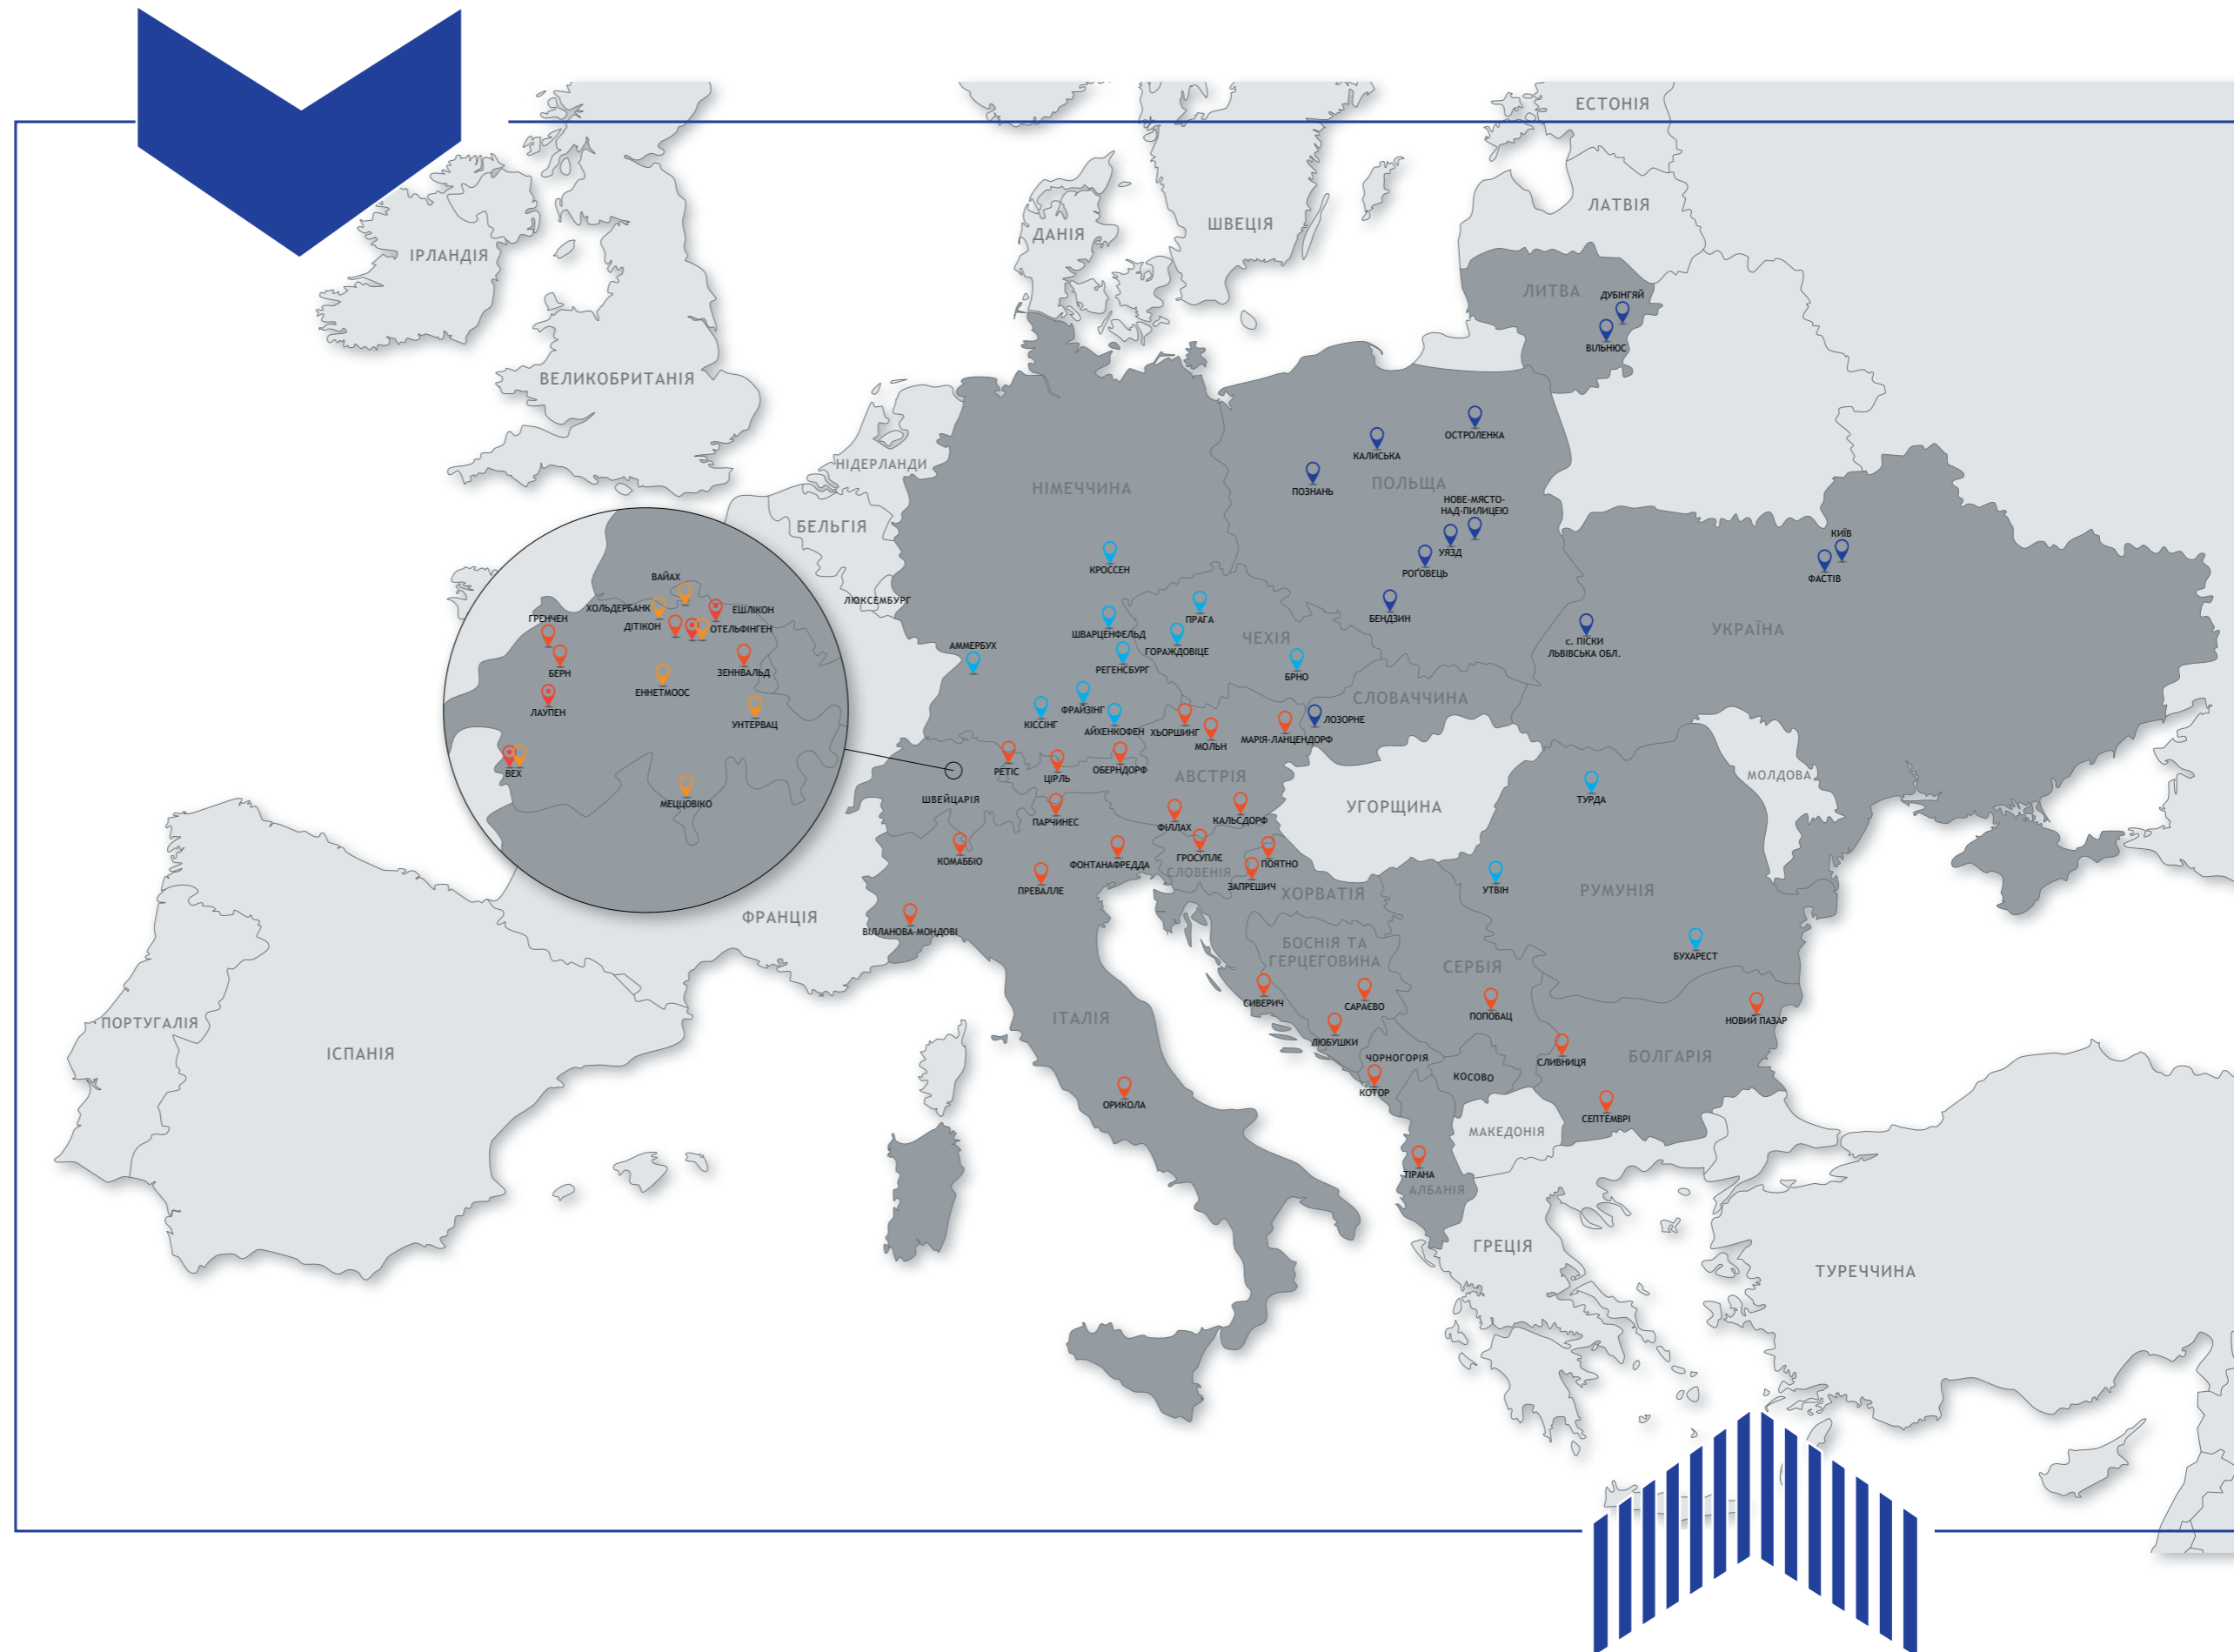 ЕСТОНІЯ
ЛАТВІЯ
ШВЕЦІЯ
ДАНІЯ
ІРЛАНДІЯ
ЛИТВА
ДУБІНГЯЙ
ВІЛЬНЮС
ВЕЛИКОБРИТАНІЯ
ОСТРОЛЕНКА
КАЛИСЬКА
НІДЕРЛАНДИ
НІМЕЧЧИНА
ПОЗНАНЬ
ПОЛЬЩА
НОВЕ-МЯСТО-
НАД-ПИЛИЦЕЮ
БЕЛЬГІЯ
КИЇВ
УЯЗД
КРОССЕН
РОҐОВЕЦЬ
ФАСТІВ
ВАЙАХ
ЛЮКСЕМБУРГ
ХОЛЬДЕРБАНК
ЕШЛІКОН
ГРЕНЧЕН
ДІТІКОН
ОТЕЛЬФІНГЕН
ПРАГА
БЕНДЗИН
ШВАРЦЕНФЕЛЬД
ЧЕХІЯ
УКРАЇНА
с. ПІСКИ
ЛЬВІВСЬКА ОБЛ.
АММЕРБУХ
ГОРАЖДОВІЦЕ
РЕГЕНСБУРГ
БРНО
БЕРН
ЗЕННВАЛЬД
ЕННЕТМООС
СЛОВАЧЧИНА
ЛАУПЕН
УНТЕРВАЦ
КІССІНГ
ФРАЙЗІНГ
АЙХЕНКОФЕН
ХЬОРШИНГ
МОЛЬН
МАРІЯ-ЛАНЦЕНДОРФ
ЛОЗОРНЕ
ВЕХ
РЕТІС
ЦІРЛЬ
ОБЕРНДОРФ
АВСТРІЯ
МОЛДОВА
МЕЦЦОВІКО
ШВЕЙЦАРІЯ
УГОРЩИНА
ТУРДА
ПАРЧИНЕС
ФІЛЛАХ
КАЛЬСДОРФ
КОМАББІО
ФОНТАНАФРЕДДА
ГРОСУПЛЄ
СЛОВЕНІЯ
ПОЯТНО
ЗАПРЕШИЧ
ПРЕВАЛЛЕ
ХОРВАТІЯ
УТВІН
РУМУНІЯ
ФРАНЦІЯ
ВІЛЛАНОВА-МОНДОВІ
БОСНІЯ ТА
ГЕРЦЕГОВИНА
СЕРБІЯ
БУХАРЕСТ
СИВЕРИЧ
САРАЄВО
ПОПОВАЦ
НОВИЙ ПАЗАР
ІТАЛІЯ
ПОРТУГАЛІЯ
ІСПАНІЯ
ЛЮБУШКИ
ЧОРНОГОРІЯ
СЛИВНИЦЯ
БОЛГАРІЯ
КОСОВО
КОТОР
ОРИКОЛА
СЕПТЕМВРІ
МАКЕДОНІЯ
ТІРАНА
АЛБАНІЯ
ГРЕЦІЯ
ТУРЕЧЧИНА